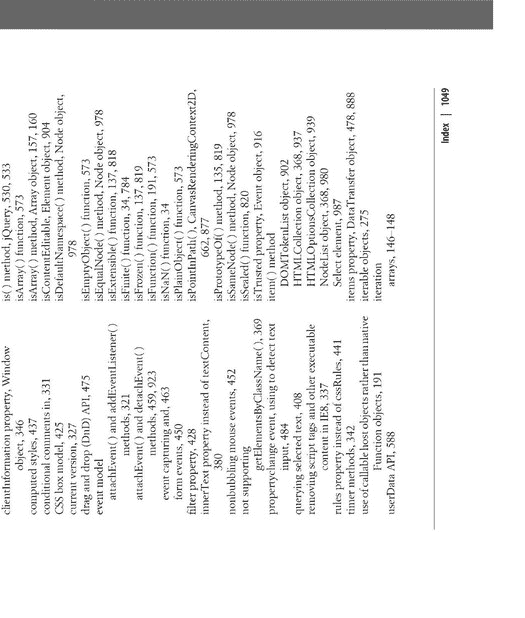 clientInformation property, Window
object, 346
computed styles, 437
conditional comments in, 331
CSS box model, 425
current version, 327
drag and drop (DnD) API, 475
event model
attachEvent() and addEventListener()
methods, 321
attachEvent() and detachEvent()
methods, 459, 923
event capturing and, 463
form events, 450
filter property, 428
innerText property instead of textContent,
380
nonbubbling mouse events, 452
not supporting
getElementsByClassName(), 369
propertychange event, using to detect text
input, 484
querying selected text, 408
removing script tags and other executable
content in IE8, 337
rules property instead of cssRules, 441
timer methods, 342
use of callable host objects rather than native
Function objects, 191
userData API, 588
is() method, jQuery, 530, 533
isArray() function, 573
isArray() method, Array object, 157, 160
isContentEditable, Element object, 904
isDefaultNamespace() method, Node object,
978
isEmptyObject() function, 573
isEqualNode() method, Node object, 978
isExtensible() function, 137, 818
isFinite() function, 34, 784
isFrozen() function, 137, 819
isFunction() function, 191, 573
isNaN() function, 34
isPlainObject() function, 573
isPointInPath(), CanvasRenderingContext2D,
662, 877
isPrototypeOf() method, 135, 819
isSameNode() method, Node object, 978
isSealed() function, 820
isTrusted property, Event object, 916
item() method
DOMTokenList object, 902
HTMLCollection object, 368, 937
HTMLOptionsCollection object, 939
NodeList object, 368, 980
Select element, 987
items property, DataTransfer object, 478, 888
iterable objects, 275
iteration
arrays, 146-148
Index | 1049